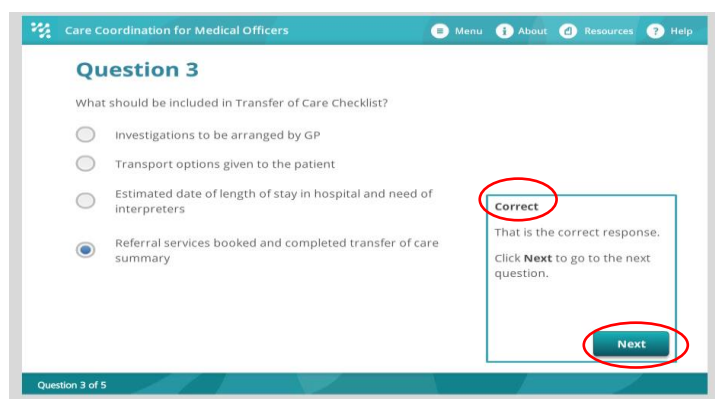 Care Coordination for Medical Officers
Menu
About
Resources
Help
Question 3
What should be included in Transfer of Care Checklist?
Investigations to be arranged by GP
Transport options given to the patient
Estimated date of length of stay in hospital and need of
interpreters
Referral services booked and completed transfer of care
summary
Correct
That is the correct response.
Click Next to go to the next
question.
Next
Question 3 of 5